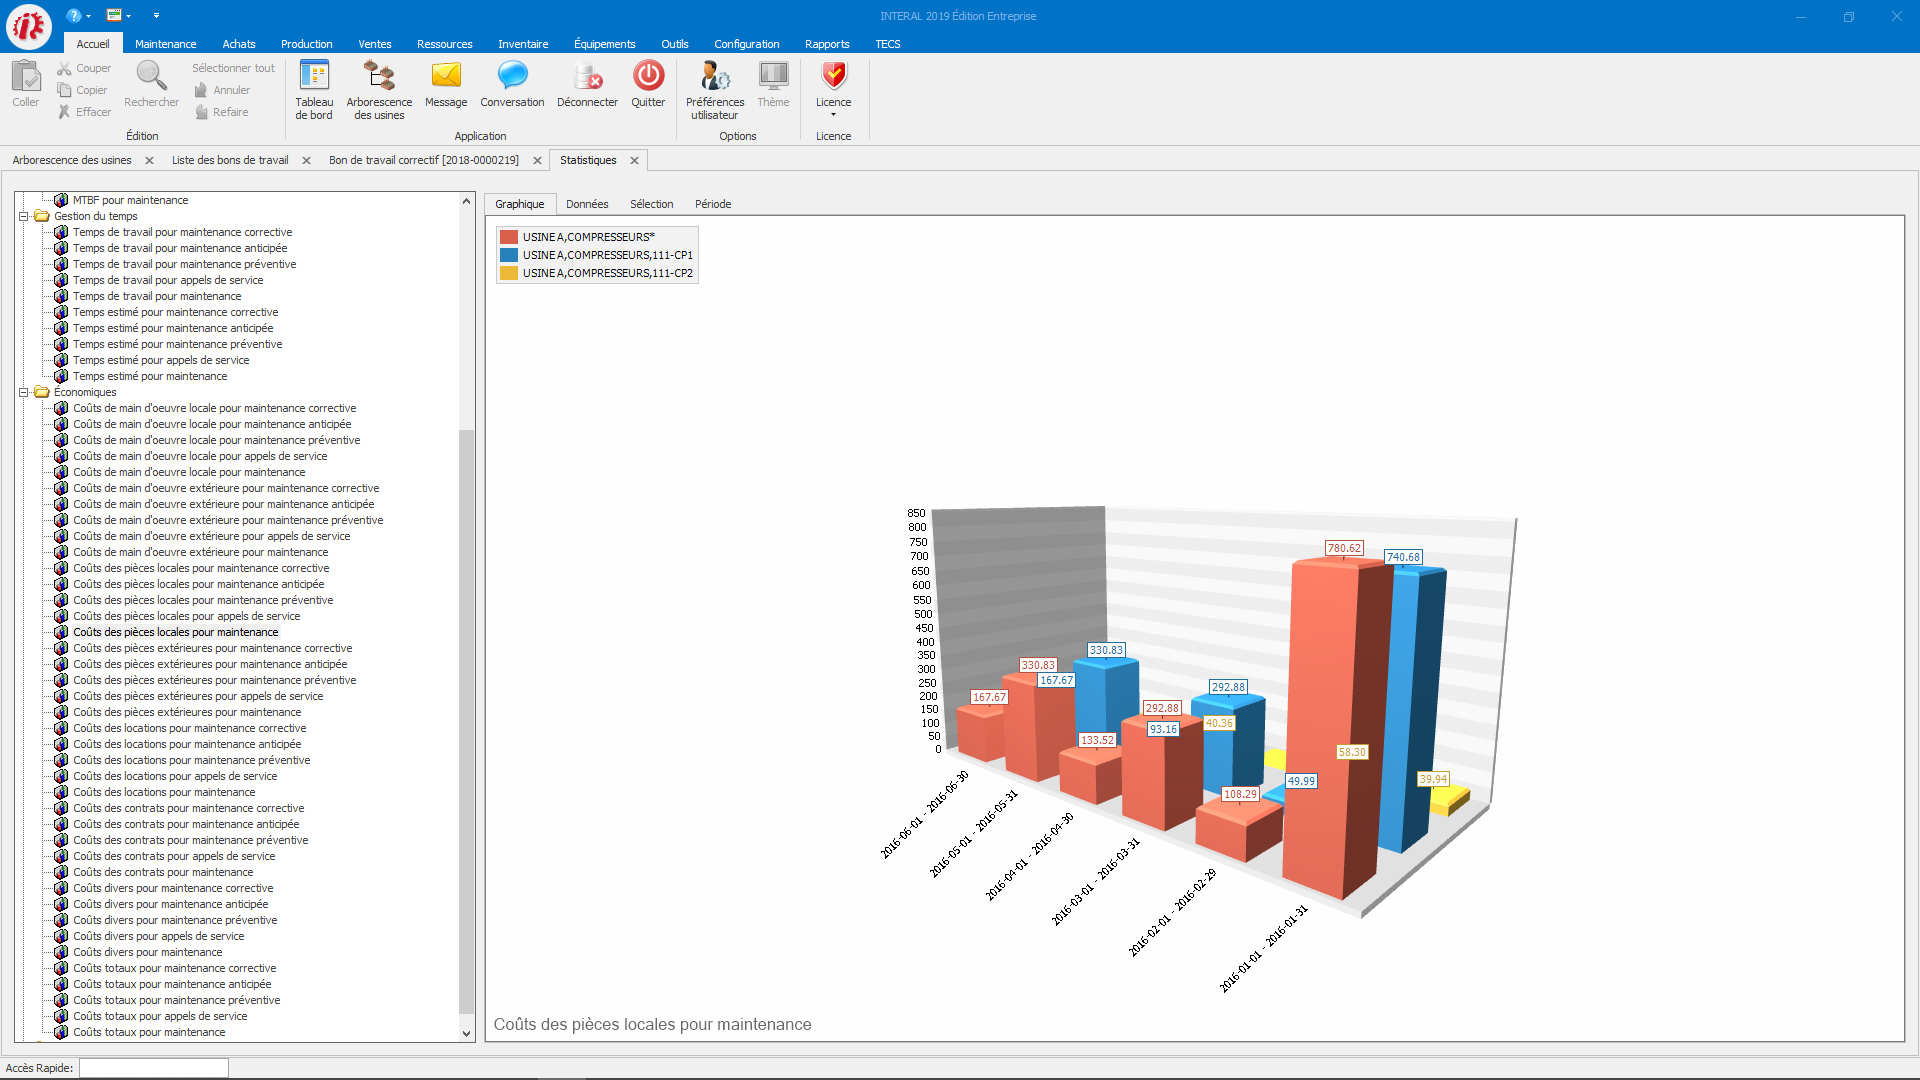 INTERAL 2019 Édition Entreprise
Accueil Maintenance Achats Production Ventes Ressources Inventaire Équipements Outils Configuration Rapports TECS
Coller
Couper
Copier
Effacer
Rechercher
Sélectionner tout
Annuler
Refaire
Édition
Tableau de bord
Arborescence des usines
Message
Conversation
Déconnecter
Quitter
Application
Préférences utilisateur
Thème
Options
Licence
Licence
Arborescence des usines Liste des bons de travail Bon de travail correctif [2018-0000219] Statistiques
MTBF pour maintenance
Gestion du temps
Temps de travail pour maintenance corrective
Temps de travail pour maintenance anticipée
Temps de travail pour maintenance préventive
Temps de travail pour appels de service
Temps de travail pour maintenance
Temps estimé pour maintenance corrective
Temps estimé pour maintenance anticipée
Temps estimé pour maintenance préventive
Temps estimé pour appels de service
Temps estimé pour maintenance
Économiques
Coûts de main d'oeuvre locale pour maintenance corrective
Coûts de main d'oeuvre locale pour maintenance anticipée
Coûts de main d'oeuvre locale pour maintenance préventive
Coûts de main d'oeuvre locale pour appels de service
Coûts de main d'oeuvre locale pour maintenance
Coûts de main d'oeuvre extérieure pour maintenance corrective
Coûts de main d'oeuvre extérieure pour maintenance anticipée
Coûts de main d'oeuvre extérieure pour maintenance préventive
Coûts de main d'oeuvre extérieure pour appels de service
Coûts de main d'oeuvre extérieure pour maintenance
Coûts des pièces locales pour maintenance corrective
Coûts des pièces locales pour maintenance anticipée
Coûts des pièces locales pour maintenance préventive
Coûts des pièces locales pour appels de service
Coûts des pièces locales pour maintenance
Coûts des pièces extérieures pour maintenance corrective
Coûts des pièces extérieures pour maintenance anticipée
Coûts des pièces extérieures pour maintenance préventive
Coûts des pièces extérieures pour appels de service
Coûts des pièces extérieures pour maintenance
Coûts des locations pour maintenance corrective
Coûts des locations pour maintenance anticipée
Coûts des locations pour maintenance préventive
Coûts des locations pour appels de service
Coûts des locations pour maintenance
Coûts des contrats pour maintenance corrective
Coûts des contrats pour maintenance anticipée
Coûts des contrats pour maintenance préventive
Coûts des contrats pour appels de service
Coûts des contrats pour maintenance
Coûts divers pour maintenance corrective
Coûts divers pour maintenance anticipée
Coûts divers pour maintenance préventive
Coûts divers pour appels de service
Coûts divers pour maintenance
Coûts totaux pour maintenance corrective
Coûts totaux pour maintenance anticipée
Coûts totaux pour maintenance préventive
Coûts totaux pour appels de service
Coûts totaux pour maintenance
Graphique Données Sélection Période
USINE A,COMPRESSEURS*
USINE A,COMPRESSEURS,111-CP1
USINE A,COMPRESSEURS,111-CP2
850
800
750
700
650
600
550
500
450
400
350
300
250
200
150
100
50
0
167.67
330.83
167.67
330.83
133.52
292.88
93.16
292.88
40.36
108.29
49.99
780.62
740.68
58.30
39.94
2016-06-01 - 2016-06-30
2016-05-01 - 2016-05-31
2016-04-01 - 2016-04-30
2016-03-01 - 2016-03-31
2016-02-01 - 2016-02-29
2016-01-01 - 2016-01-31
Coûts des pièces locales pour maintenance
Accès Rapide: